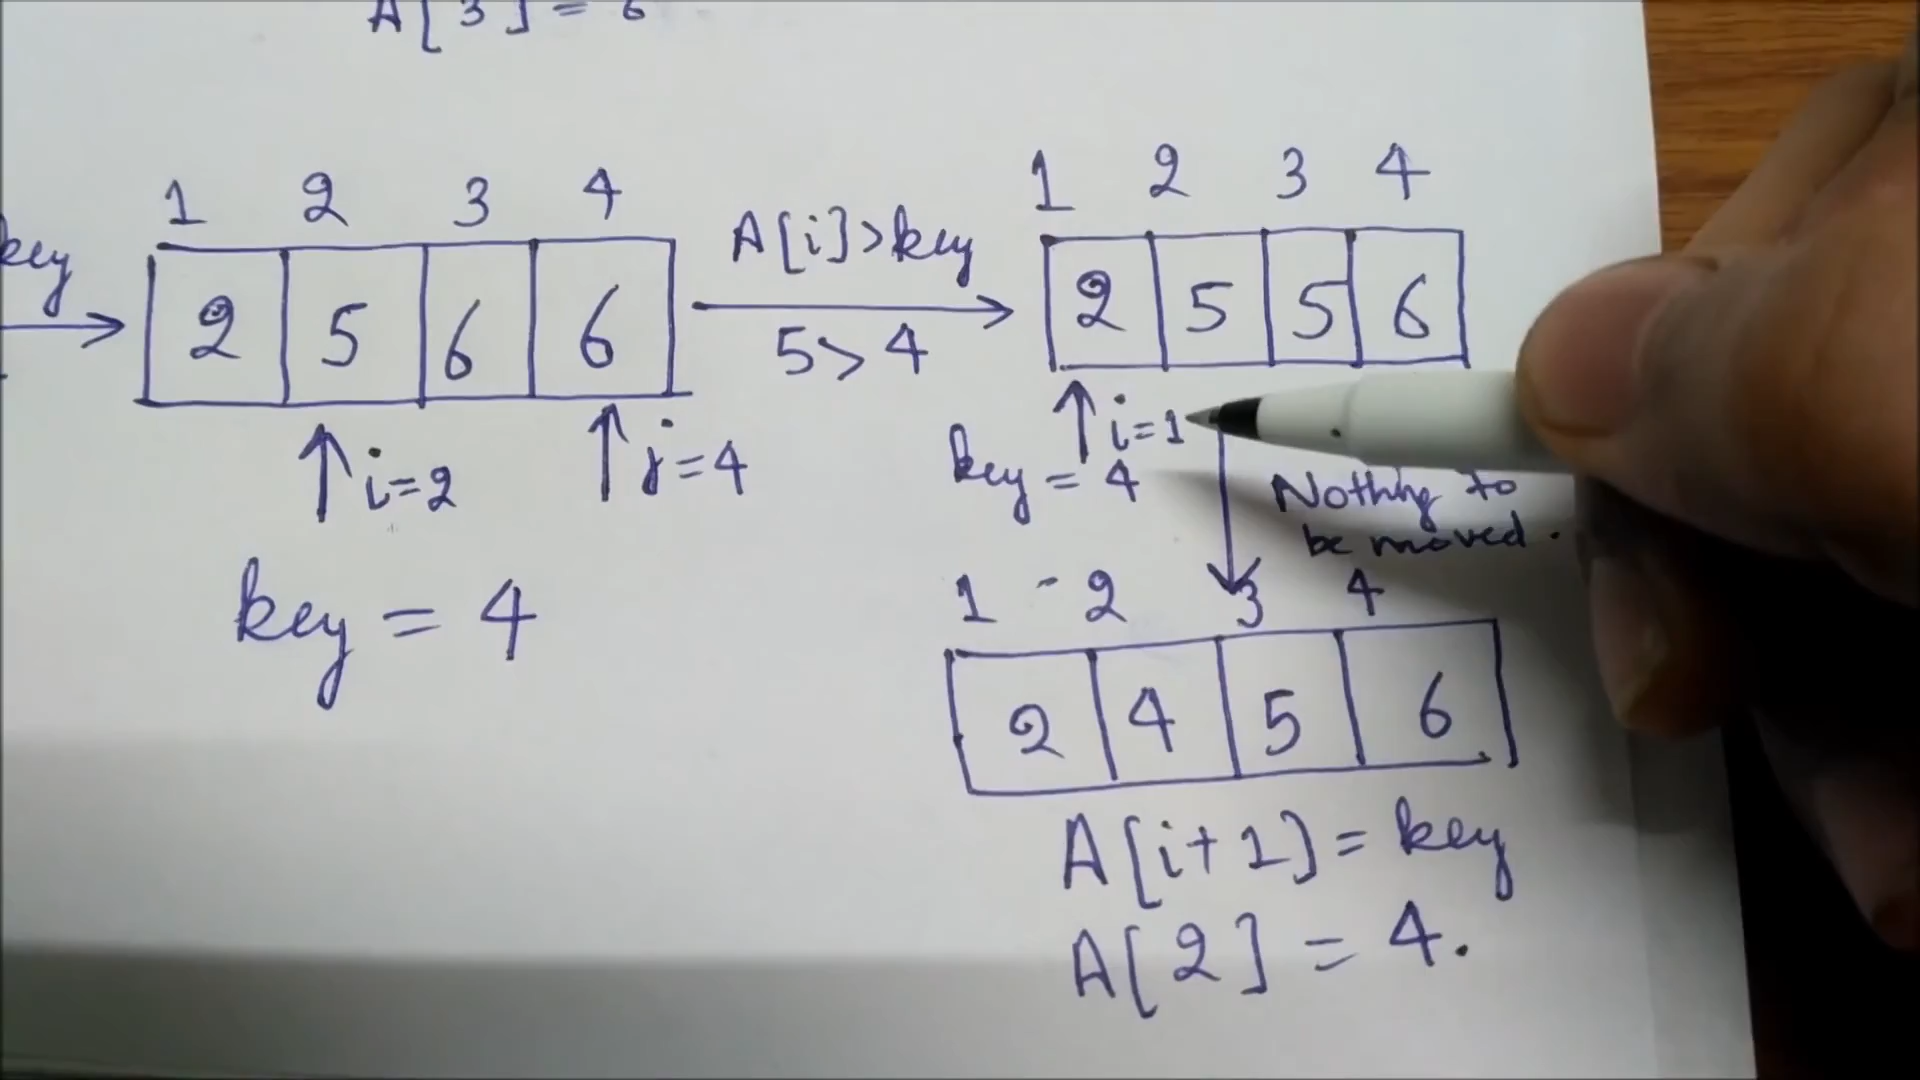 A[3] = 6
key
1 2 3 4
2 5 6 6
i=2 j=4
key = 4
A[i]>key
5>4
1 2 3 4
2 5 5 6
i=1
key = 4
Nothing to
be moved.
1 2 3 4
2 4 5 6
A[i+1]= key
A[2] = 4.